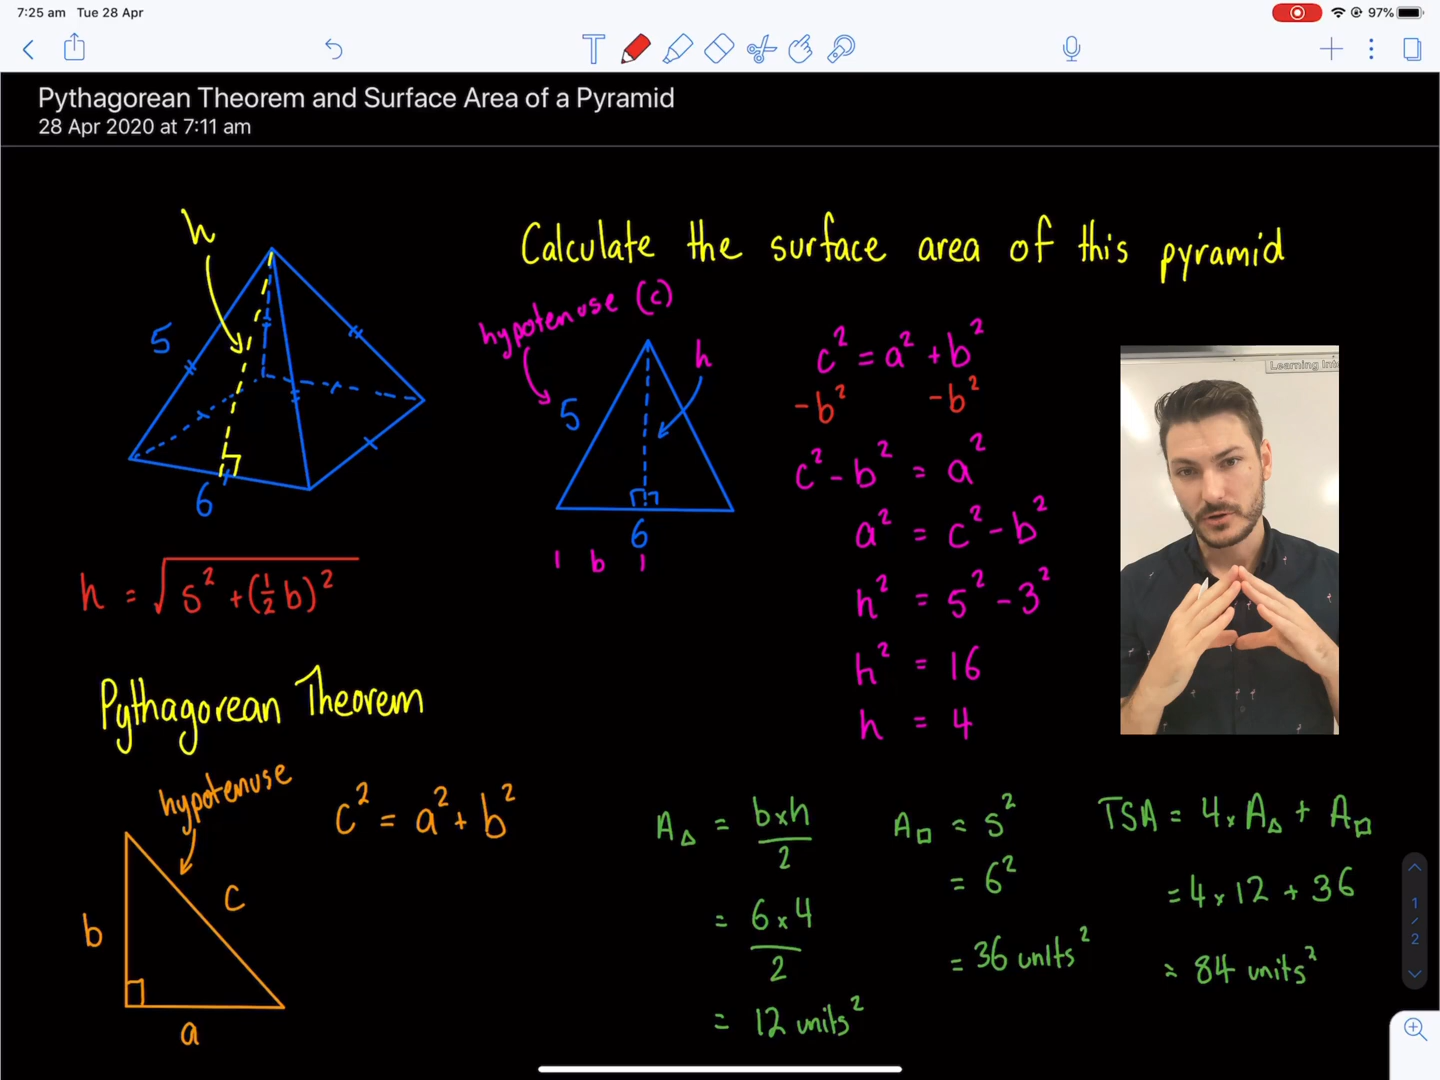 7:25 am Tue 28 Apr
97%
T
Pythagorean Theorem and Surface Area of a Pyramid
28 Apr 2020 at 7:11 am
Calculate the surface area of this pyramid
h
5
6
hypotenuse (c)
h
5
6
b
c² = a² + b²
-b² -b²
c² - b² = a²
a² = c² - b²
h² = 5² - 3²
h² = 16
h = 4
Learning Int
h = √s² + (½b)²
Pythagorean Theorem
hypotenuse
c² = a² + b²
b
c
a
A△ = b×h/2
= 6×4/2
= 12 units²
A□ = s²
= 6²
= 36 units²
TSA = 4×A△ + A□
= 4×12 + 36
= 84 units²
1
/
2